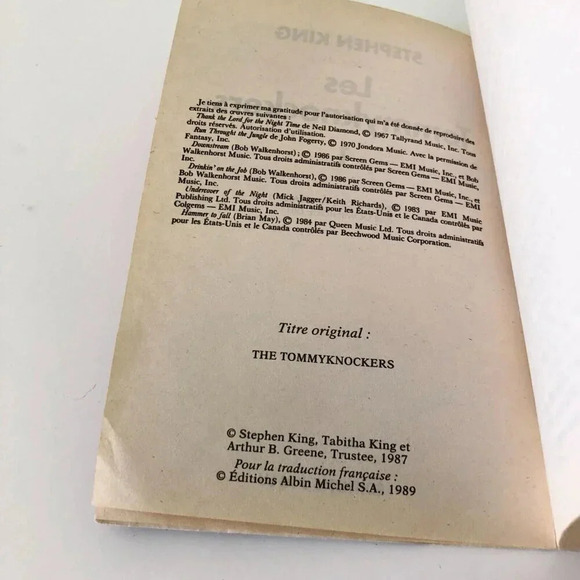 Je tiens à exprimer ma gratitude pour l'autorisation qui m'a été donnée de reproduire des
extraits des œuvres suivantes :
Thank the Lord for the Night Time de Neil Diamond, © 1967 Tallyrand Music, Inc. Tous
droits réservés. Autorisation d'utilisation.
Run Throught the Jungle de John Fogerty, © 1970 Jondora Music. Avec la permission de
Fantasy, Inc.
Downstream (Bob Walkenhorst) ; © 1986 par Screen Gems — EMI Music, Inc., et Bob
Walkenhorst Music. Tous droits administratifs contrôlés par Screen Gems — EMI Music,
Inc.
Drinkin' on the Job (Bob Walkenhorst), © 1986 par Screen Gems — EMI Music, Inc., et
Bob Walkenhorst Music. Tous droits administratifs contrôlés par Screen Gems — EMI
Music, Inc.
Undercover of the Night (Mick Jagger/Keith Richards), © 1983 par EMI Music
Publishing Ltd. Tous droits administratifs pour les États-Unis et le Canada contrôlés par
Colgems — EMI Music, Inc.
Hammer to fall (Brian May), © 1984 par Queen Music Ltd. Tous droits administratifs
pour les États-Unis et le Canada contrôlés par Beechwood Music Corporation.
Titre original :
THE TOMMYKNOCKERS
© Stephen King, Tabitha King et
Arthur B. Greene, Trustee, 1987
Pour la traduction française :
© Éditions Albin Michel S.A., 1989